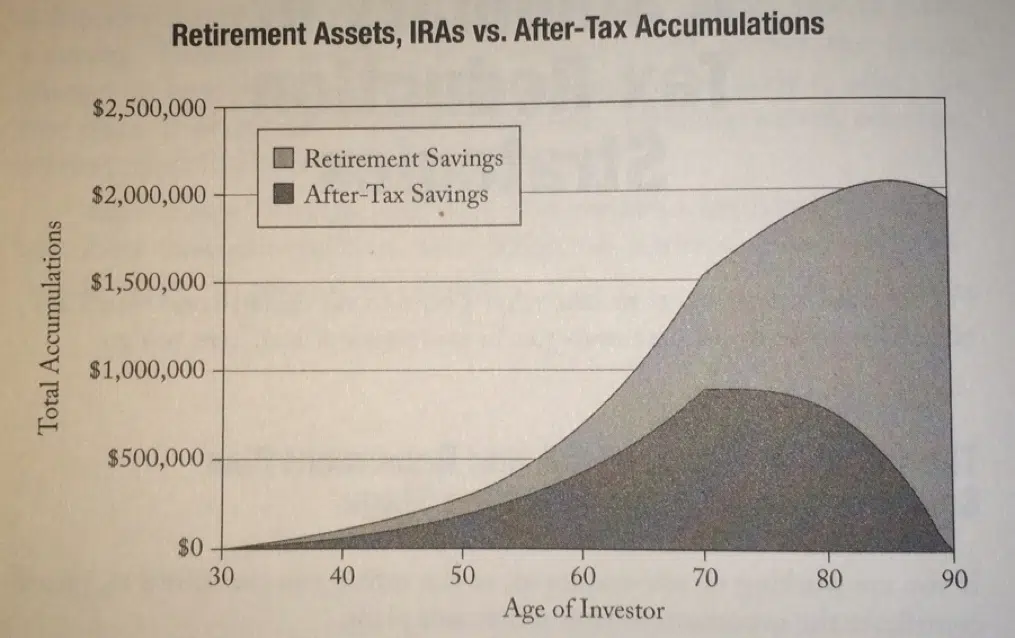 Retirement Assets, IRAs vs. After-Tax Accumulations
$2,500,000
$2,000,000
$1,500,000
$1,000,000
$500,000
$0
Total Accumulations
Retirement Savings
After-Tax Savings
30 40 50 60 70 80 90
Age of Investor